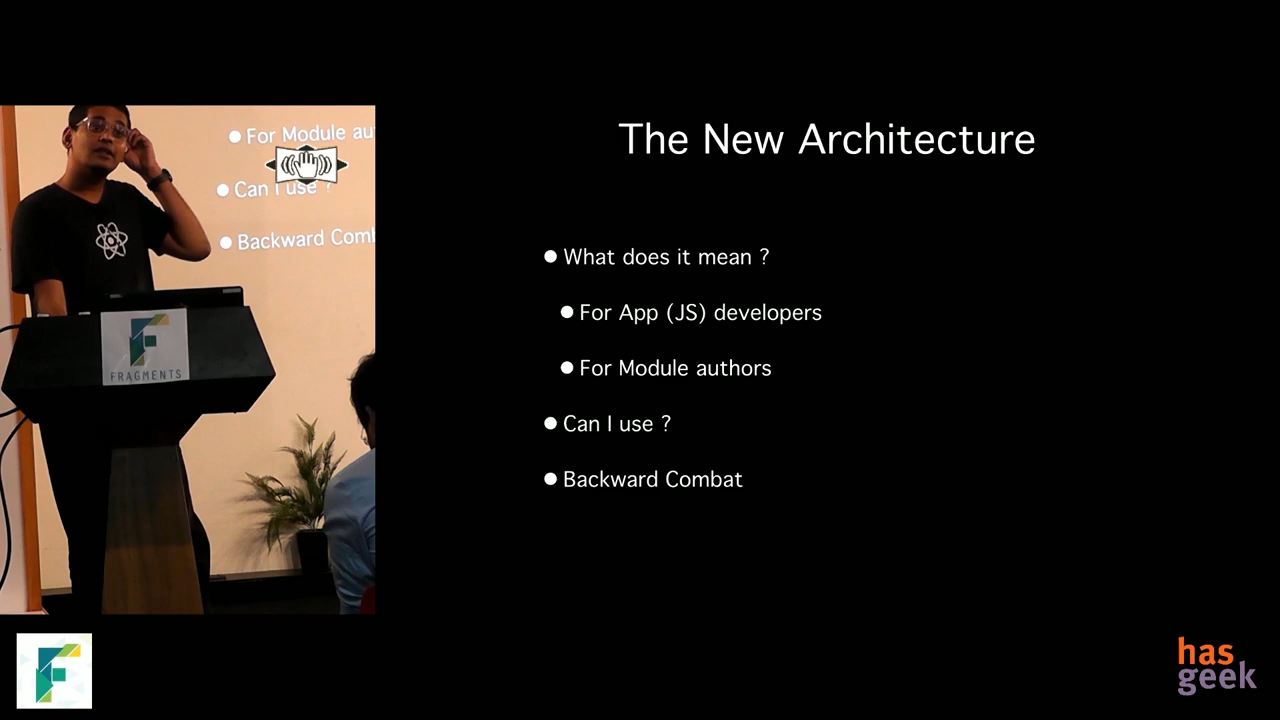 For Module au
Can I use ?
Backward Comb
FRAGMENTS
The New Architecture
What does it mean ?
For App (JS) developers
For Module authors
Can I use ?
Backward Combat
has
geek